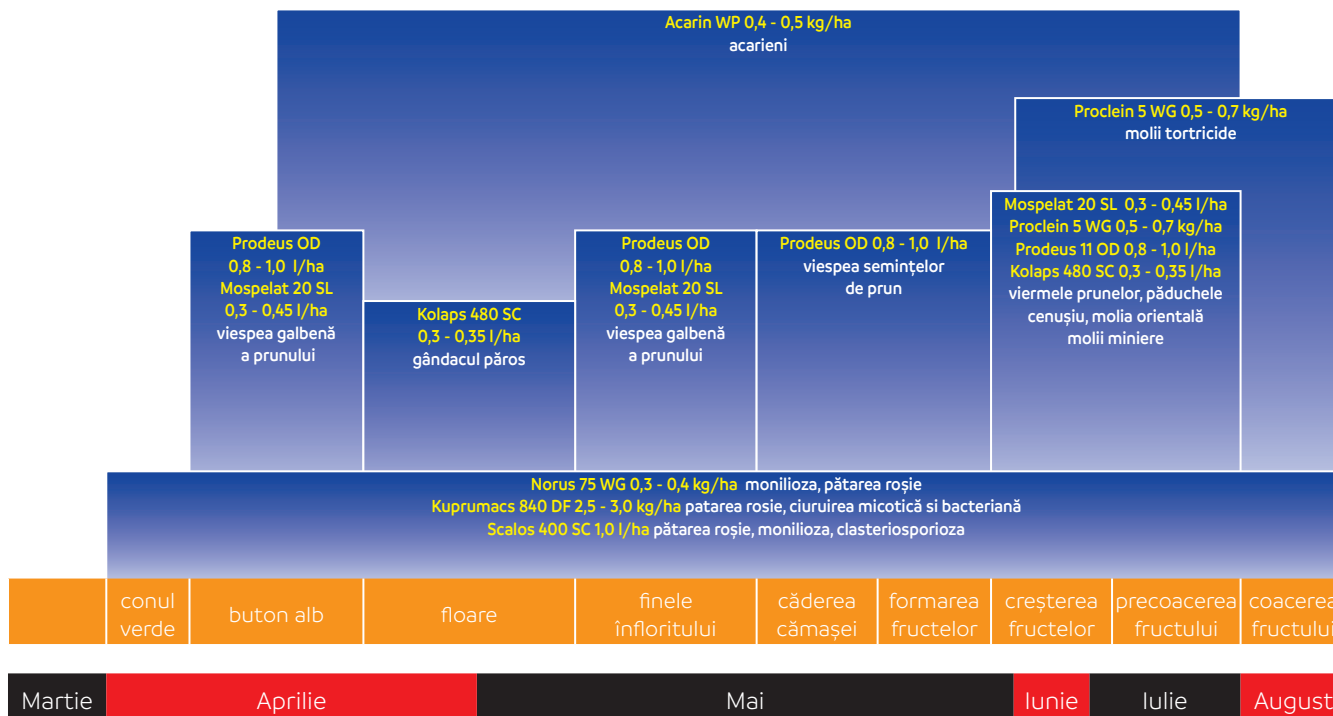 Acarin WP 0,4 - 0,5 kg/ha
acarieni
Proclein 5 WG 0,5 - 0,7 kg/ha
molii tortricide
Prodeus OD
0,8 - 1,0 l/ha
Mospelat 20 SL
0,3 - 0,45 l/ha
viespea galbenă
a prunului
Kolaps 480 SC
0,3 - 0,35 l/ha
gândacul păros
Prodeus OD
0,8 - 1,0 l/ha
Mospelat 20 SL
0,3 - 0,45 l/ha
viespea galbenă
a prunului
Prodeus OD 0,8 - 1,0 l/ha
viespea semințelor
de prun
Mospelat 20 SL 0,3 - 0,45 l/ha
Proclein 5 WG 0,5 - 0,7 kg/ha
Prodeus 11 OD 0,8 - 1,0 l/ha
Kolaps 480 SC 0,3 - 0,35 l/ha
viermele prunelor, păduchele
cenușiu, molia orientală
molii miniere
Norus 75 WG 0,3 - 0,4 kg/ha monilioza, pătarea roșie
Kuprumacs 840 DF 2,5 - 3,0 kg/ha patarea rosie, ciuruirea micotică si bacteriană
Scalos 400 SC 1,0 l/ha pătarea roșie, monilioza, clasteriosporioza
conul
verde
buton alb
floare
finele
înfloritului
căderea
cămașei
formarea
fructelor
creșterea
fructelor
precoacerea
fructului
coacerea
fructului
Martie
Aprilie
Mai
Iunie
Iulie
August